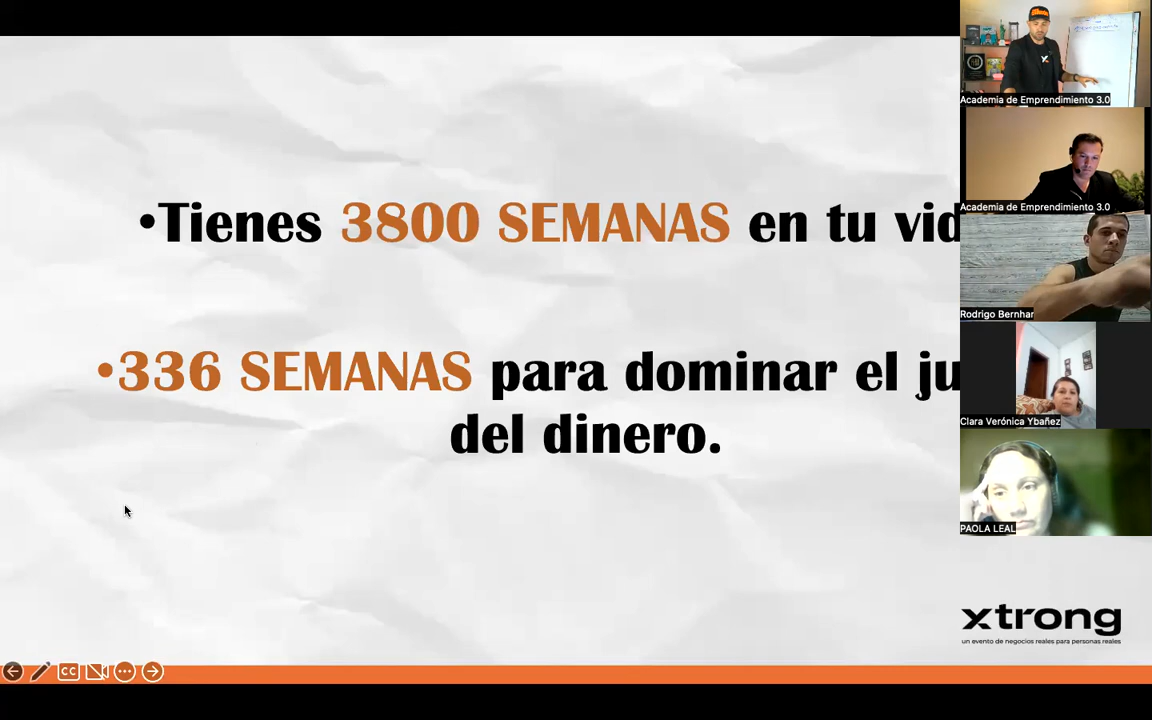 •Tienes 3800 SEMANAS en tu vid
•336 SEMANAS para dominar el ju
del dinero.
Academia de Emprendimiento 3.0
Academia de Emprendimiento 3.0
Rodrigo Bernhar
Clara Verónica Ybañez
PAOLA LEAL
xtrong
un evento de negocios reales para personas reales
CC